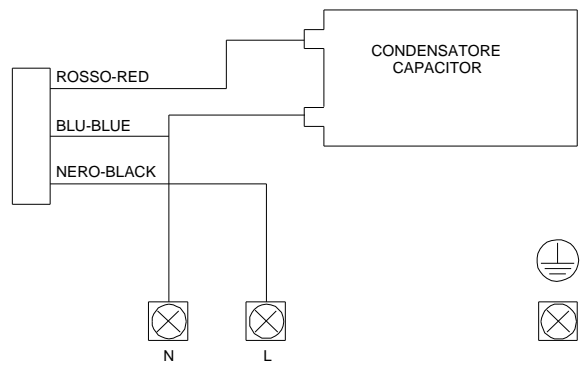 CONDENSATORE
CAPACITOR
ROSSO-RED
BLU-BLUE
NERO-BLACK
N
L